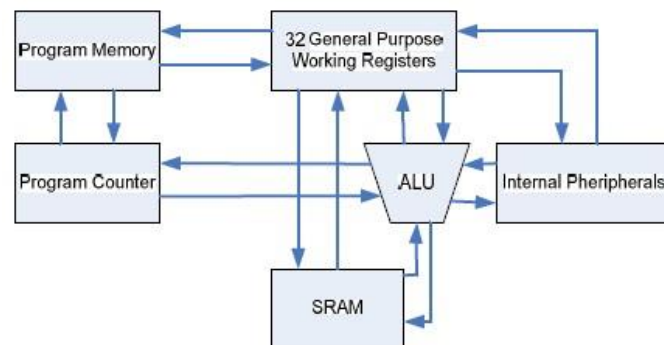 Program Memory
32 General Purpose
Working Registers
Program Counter
ALU
Internal Pheripherals
SRAM